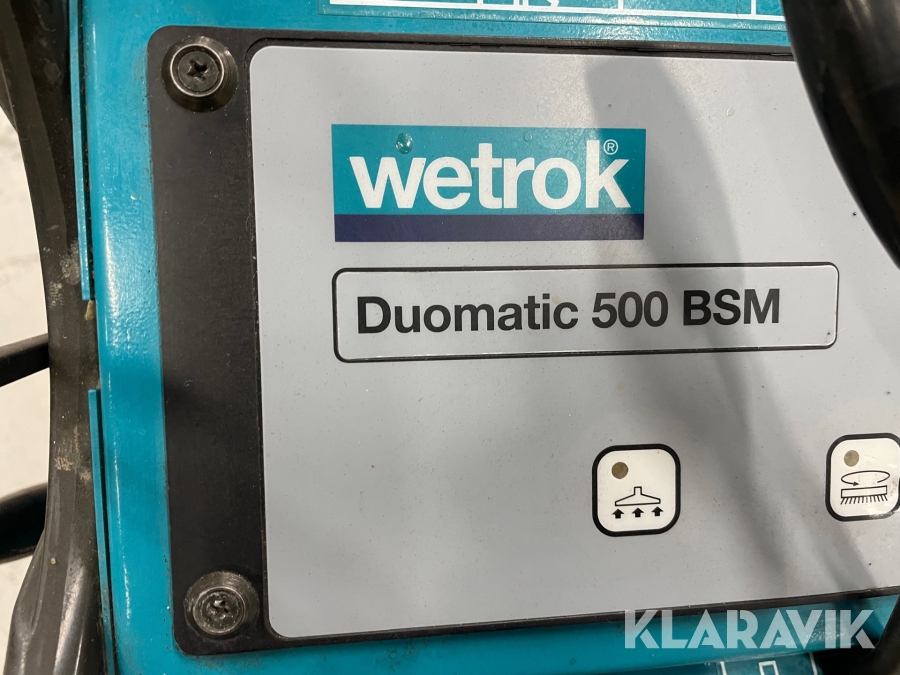 wetrok®
Duomatic 500 BSM
KLARAVIK